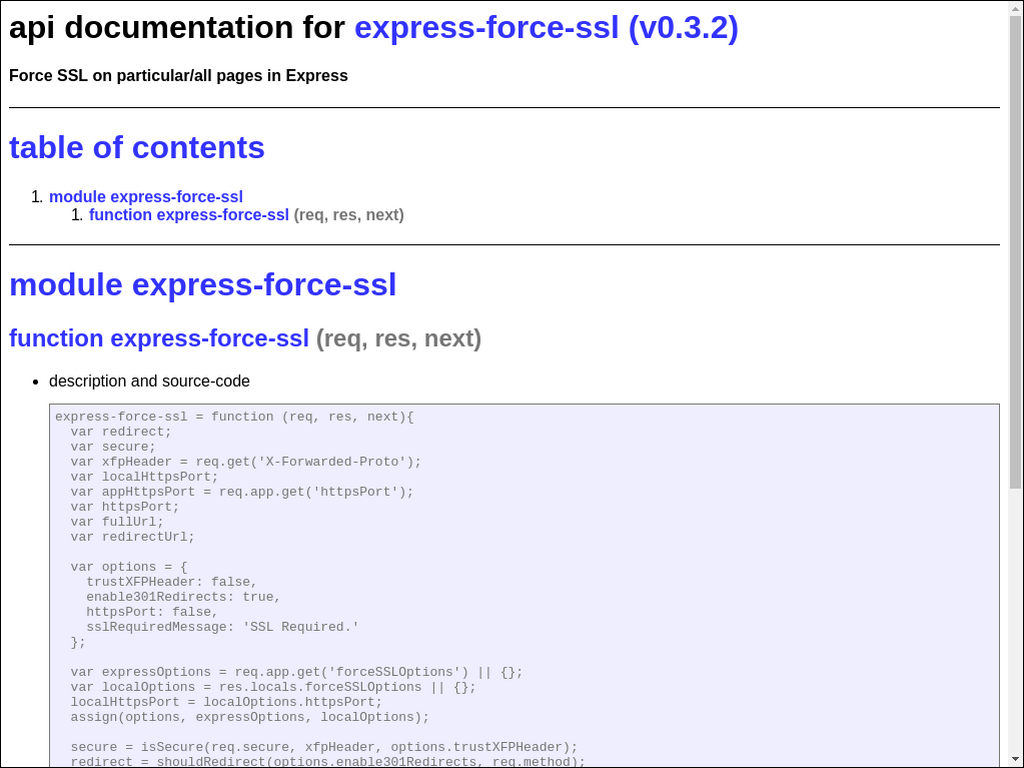 api documentation for express-force-ssl (v0.3.2)
Force SSL on particular/all pages in Express
table of contents
1. module express-force-ssl
1. function express-force-ssl (req, res, next)
module express-force-ssl
function express-force-ssl (req, res, next)
• description and source-code
express-force-ssl = function (req, res, next){
  var redirect;
  var secure;
  var xfpHeader = req.get('X-Forwarded-Proto');
  var localHttpsPort;
  var appHttpsPort = req.app.get('httpsPort');
  var httpsPort;
  var fullUrl;
  var redirectUrl;

  var options = {
    trustXFPHeader: false,
    enable301Redirects: true,
    httpsPort: false,
    sslRequiredMessage: 'SSL Required.'
  };

  var expressOptions = req.app.get('forceSSLOptions') || {};
  var localOptions = res.locals.forceSSLOptions || {};
  localHttpsPort = localOptions.httpsPort;
  assign(options, expressOptions, localOptions);

  secure = isSecure(req.secure, xfpHeader, options.trustXFPHeader);
  redirect = shouldRedirect(options.enable301Redirects, req.method);